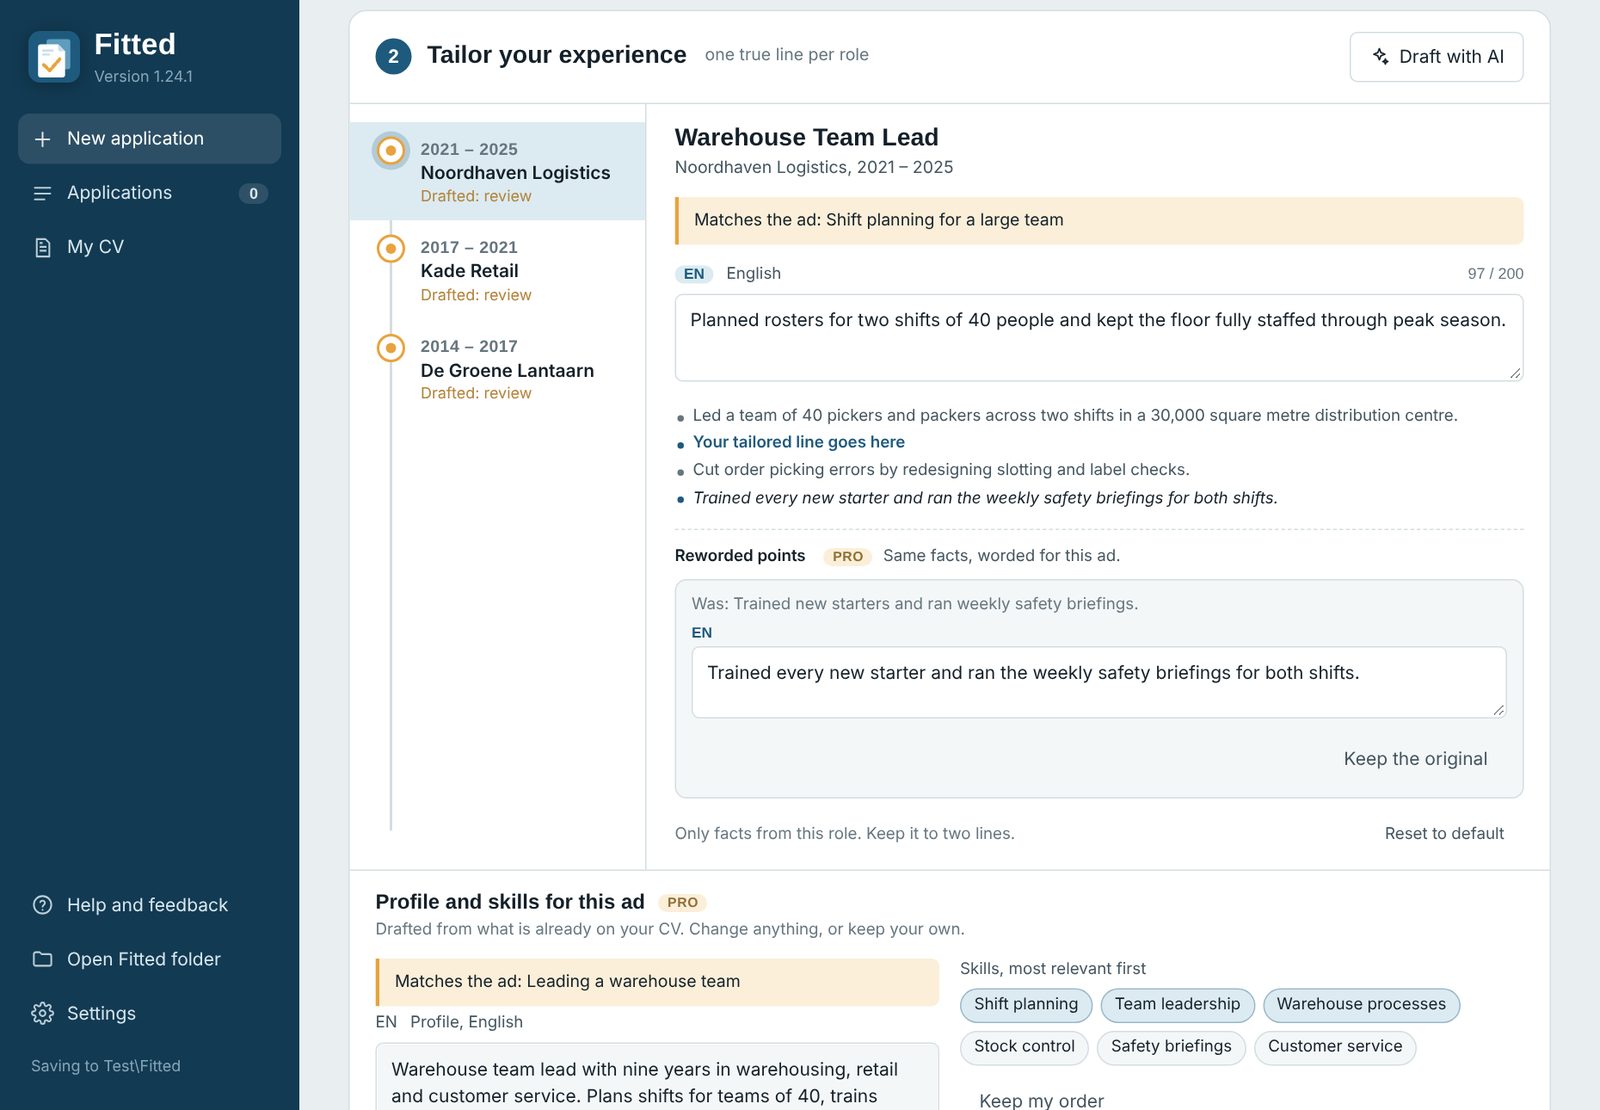 Fitted
Version 1.24.1
New application
Applications 0
My CV
Help and feedback
Open Fitted folder
Settings
Saving to Test\Fitted
2 Tailor your experience one true line per role
Draft with AI
2021 – 2025
Noordhaven Logistics
Drafted: review
2017 – 2021
Kade Retail
Drafted: review
2014 – 2017
De Groene Lantaarn
Drafted: review
Warehouse Team Lead
Noordhaven Logistics, 2021 – 2025
Matches the ad: Shift planning for a large team
EN English 97 / 200
Planned rosters for two shifts of 40 people and kept the floor fully staffed through peak season.
Led a team of 40 pickers and packers across two shifts in a 30,000 square metre distribution centre.
Your tailored line goes here
Cut order picking errors by redesigning slotting and label checks.
Trained every new starter and ran the weekly safety briefings for both shifts.
Reworded points PRO Same facts, worded for this ad.
Was: Trained new starters and ran weekly safety briefings.
EN
Trained every new starter and ran the weekly safety briefings for both shifts.
Keep the original
Only facts from this role. Keep it to two lines. Reset to default
Profile and skills for this ad PRO
Drafted from what is already on your CV. Change anything, or keep your own.
Matches the ad: Leading a warehouse team
EN Profile, English
Warehouse team lead with nine years in warehousing, retail
and customer service. Plans shifts for teams of 40, trains
Skills, most relevant first
Shift planning Team leadership Warehouse processes
Stock control Safety briefings Customer service
Keep my order